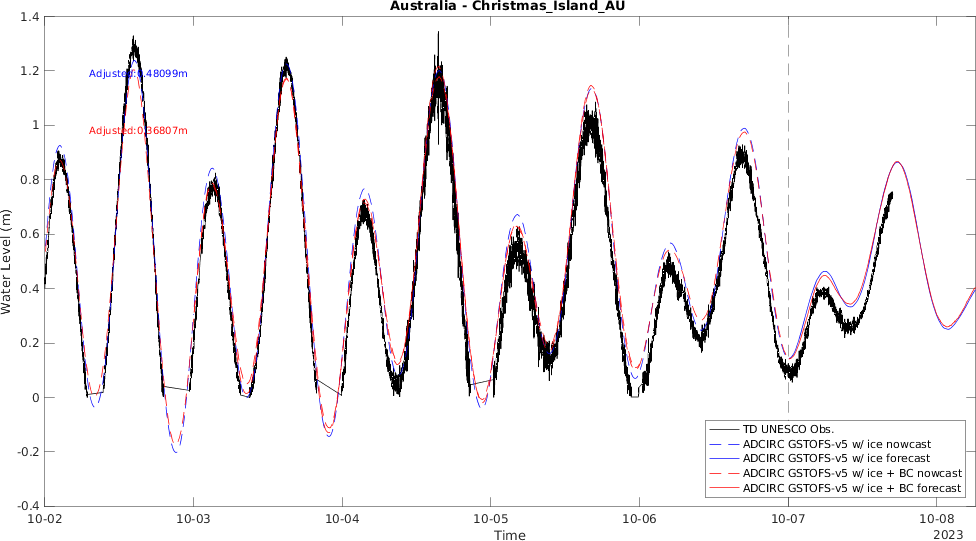 Australia - Christmas_Island_AU
1.4
1.2
1
0.8
0.6
0.4
0.2
0
-0.2
-0.4
Water Level (m)
Adjusted:0.48099m
Adjusted:0.36807m
TD UNESCO Obs.
ADCIRC GSTOFS-v5 w/ ice nowcast
ADCIRC GSTOFS-v5 w/ ice forecast
ADCIRC GSTOFS-v5 w/ ice + BC nowcast
ADCIRC GSTOFS-v5 w/ ice + BC forecast
10-02 10-03 10-04 10-05 10-06 10-07 10-08
Time
2023